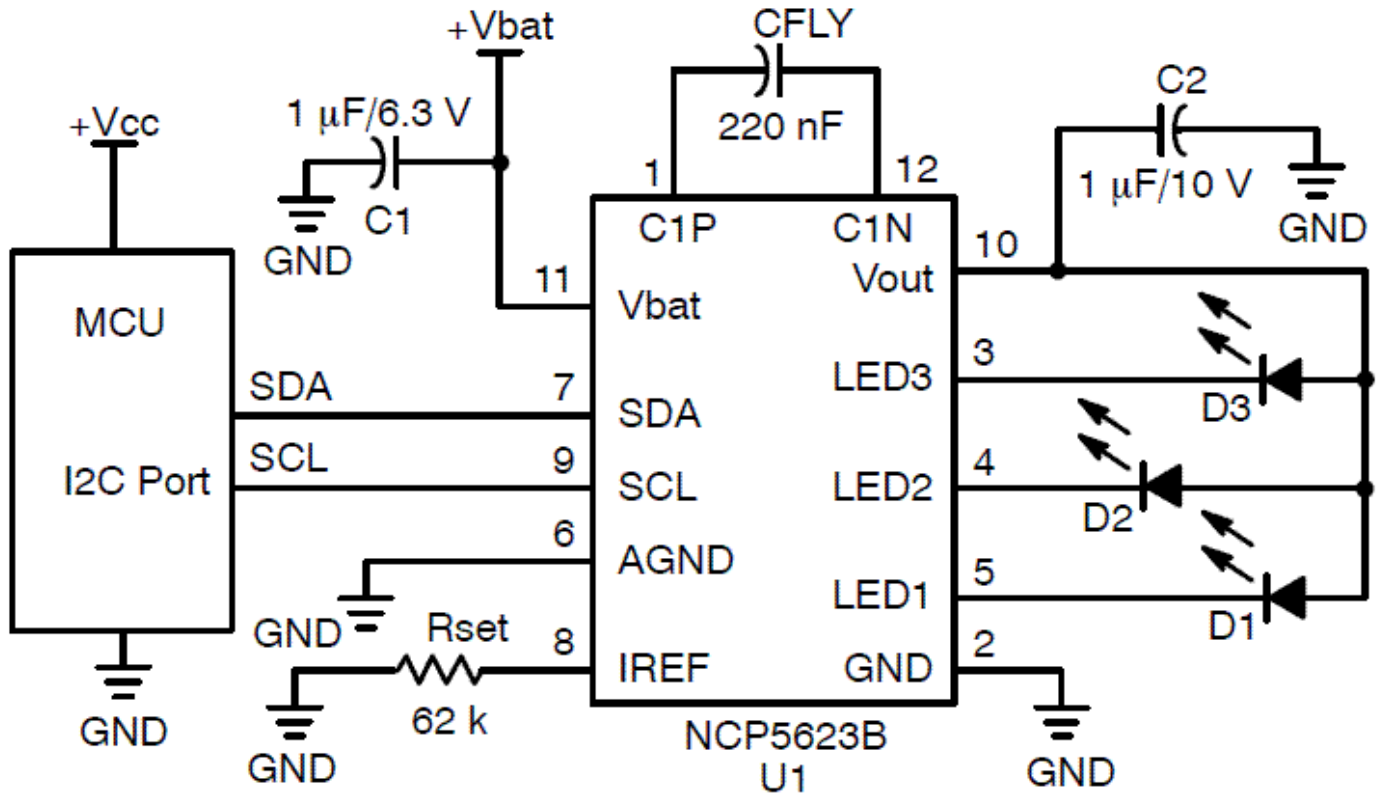 +Vbat
CFLY
C2
+Vcc
1 μF/6.3 V
220 nF
1
12
1 μF/10 V
C1
GND
GND
C1P
C1N
10
11
Vout
Vbat
MCU
3
SDA
7
LED3
SDA
D3
SCL
9
4
I2C Port
SCL
LED2
D2
6
AGND
5
LED1
GND
Rset
8
D1
2
IREF
GND
62 k
GND
NCP5623B
GND
GND
U1